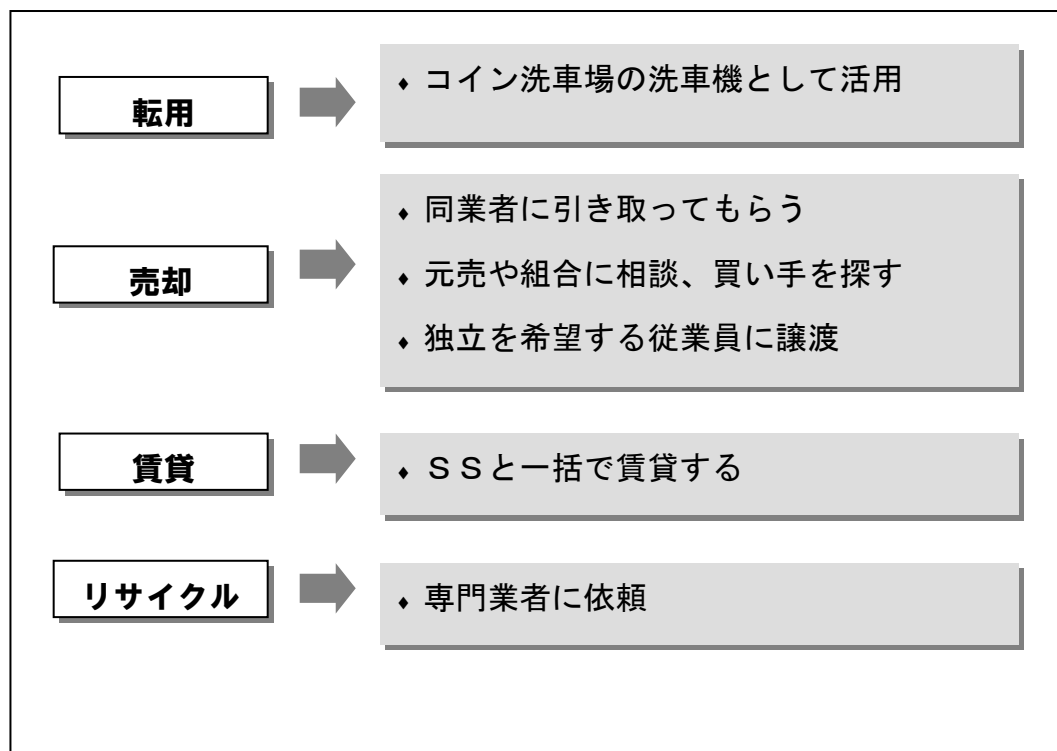 転用
♦ コイン洗車場の洗車機として活用
売却
♦ 同業者に引き取ってもらう
♦ 元売や組合に相談、買い手を探す
♦ 独立を希望する従業員に譲渡
賃貸
♦ ＳＳと一括で賃貸する
リサイクル
♦ 専門業者に依頼